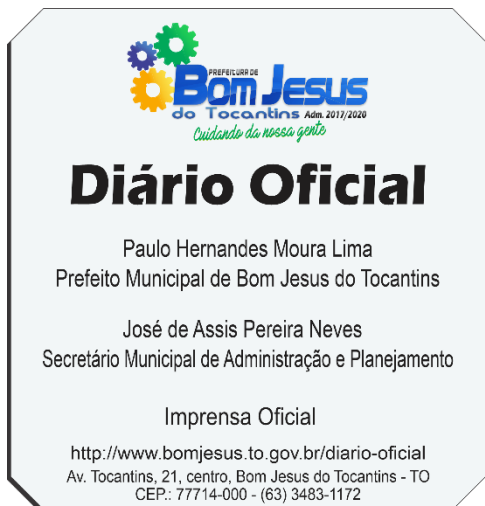 PREFEITURA DE
Bom Jesus
do Tocantins Adm. 2017/2020
Cuidando da nossa gente
Diário Oficial
Paulo Hernandes Moura Lima
Prefeito Municipal de Bom Jesus do Tocantins
José de Assis Pereira Neves
Secretário Municipal de Administração e Planejamento
Imprensa Oficial
http://www.bomjesus.to.gov.br/diario-oficial
Av. Tocantins, 21, centro, Bom Jesus do Tocantins - TO
CEP.: 77714-000 - (63) 3483-1172